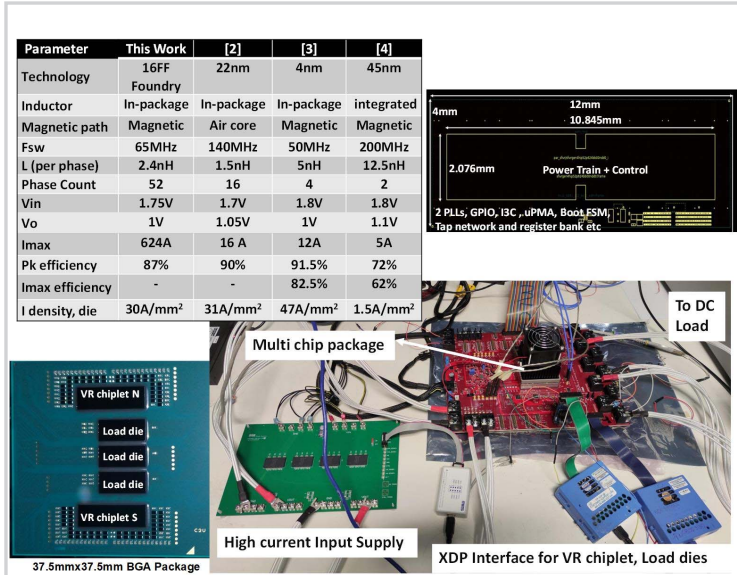 Parameter This Work [2] [3] [4]
Technology 16FF Foundry 22nm 4nm 45nm
Inductor In-package In-package In-package integrated
Magnetic path Magnetic Air core Magnetic Magnetic
Fsw 65MHz 140MHz 50MHz 200MHz
L (per phase) 2.4nH 1.5nH 5nH 12.5nH
Phase Count 52 16 4 2
Vin 1.75V 1.7V 1.8V 1.8V
Vo 1V 1.05V 1V 1.1V
Imax 624A 16 A 12A 5A
Pk efficiency 87% 90% 91.5% 72%
Imax efficiency - - 82.5% 62%
I density, die 30A/mm² 31A/mm² 47A/mm² 1.5A/mm²
12mm
4mm
10.845mm
2.076mm
Power Train + Control
2 PLLs, GPIO, I3C , uPMA, Boot FSM,
Tap network and register bank etc
VR chiplet N
Load die
Load die
Load die
VR chiplet S
37.5mmx37.5mm BGA Package
Multi chip package
To DC
Load
High current Input Supply
XDP Interface for VR chiplet, Load dies